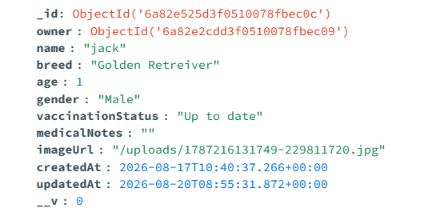 _id: ObjectId('6a82e525d3f0510078fbec0c')
owner: ObjectId('6a82e2cdd3f0510078fbec09')
name: "jack"
breed: "Golden Retreiver"
age: 1
gender: "Male"
vaccinationStatus: "Up to date"
medicalNotes: ""
imageUrl: "/uploads/1787216131749-229811720.jpg"
createdAt: 2026-08-17T10:40:37.266+00:00
updatedAt: 2026-08-20T08:55:31.872+00:00
__v: 0